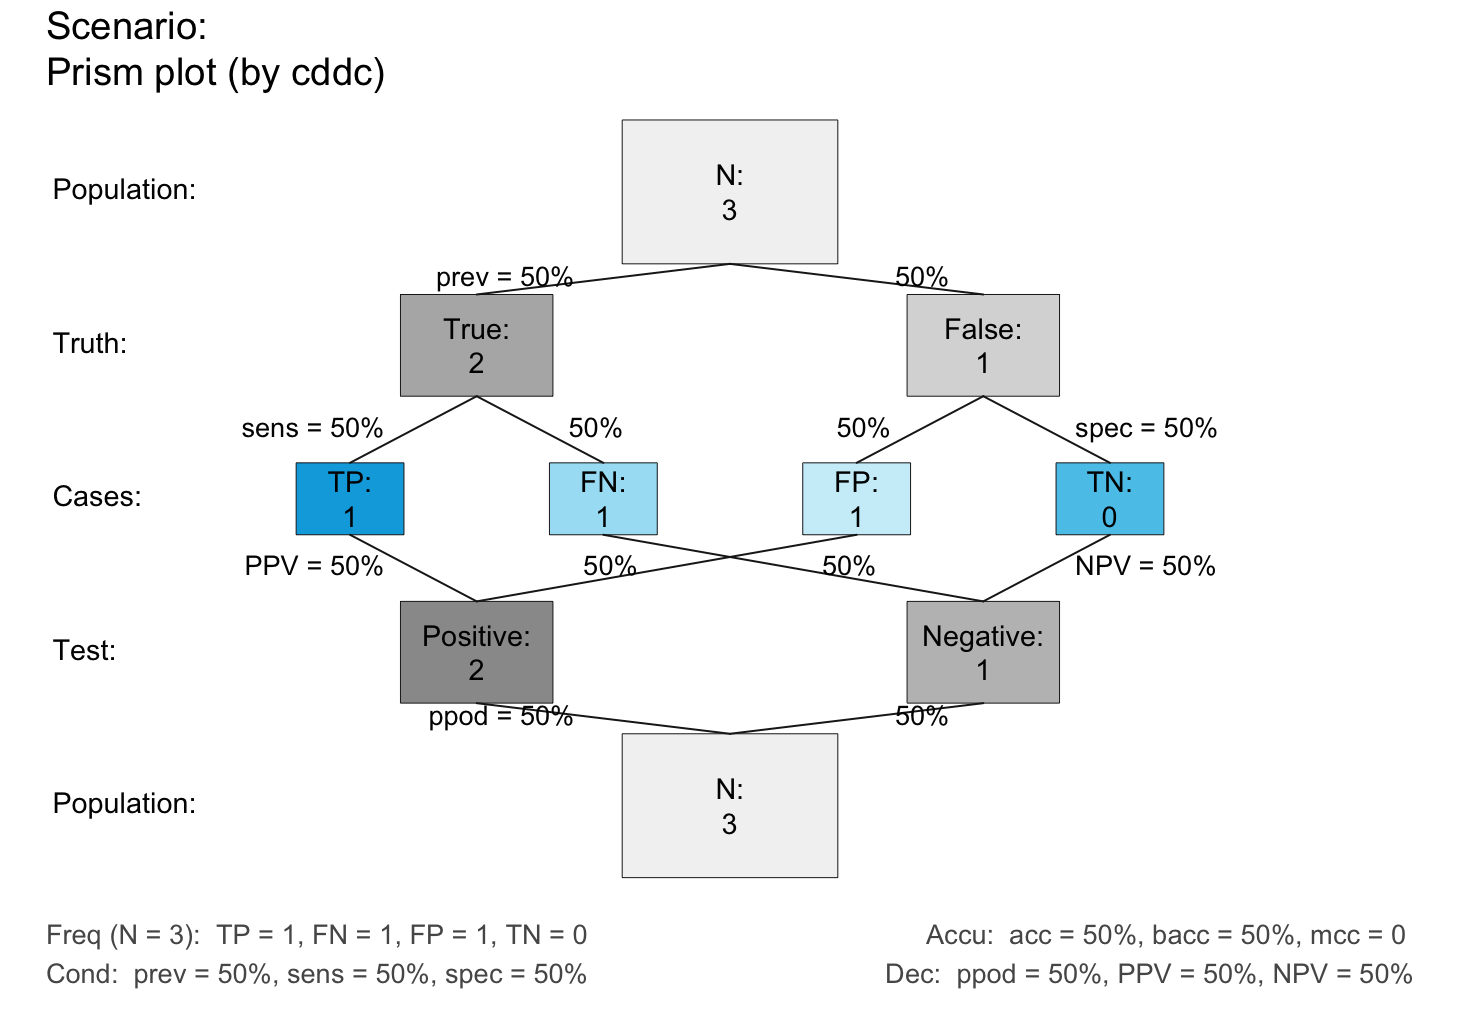 Scenario:
Prism plot (by cddc)
Population:
N:
3
prev = 50%
50%
Truth:
True:
2
False:
1
sens = 50%
50%
50%
spec = 50%
Cases:
TP:
1
FN:
1
FP:
1
TN:
0
PPV = 50%
50%
50%
NPV = 50%
Test:
Positive:
2
Negative:
1
ppod = 50%
50%
Population:
N:
3
Freq (N = 3):  TP = 1, FN = 1, FP = 1, TN = 0
Accu:  acc = 50%, bacc = 50%, mcc = 0
Cond:  prev = 50%, sens = 50%, spec = 50%
Dec:  ppod = 50%, PPV = 50%, NPV = 50%